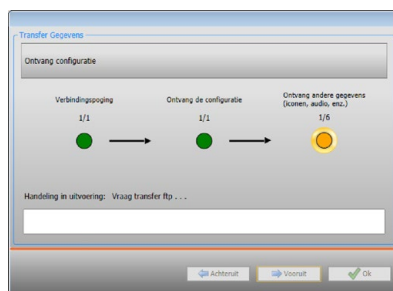 Transfer Gegevens
Ontvang configuratie
Verbindingspoging
Ontvang de configuratie
Ontvang andere gegevens
(iconen, audio, enz.)
1/1
1/1
1/6
Handeling in uitvoering: Vraag transfer ftp . . .
Achteruit
Vooruit
Ok